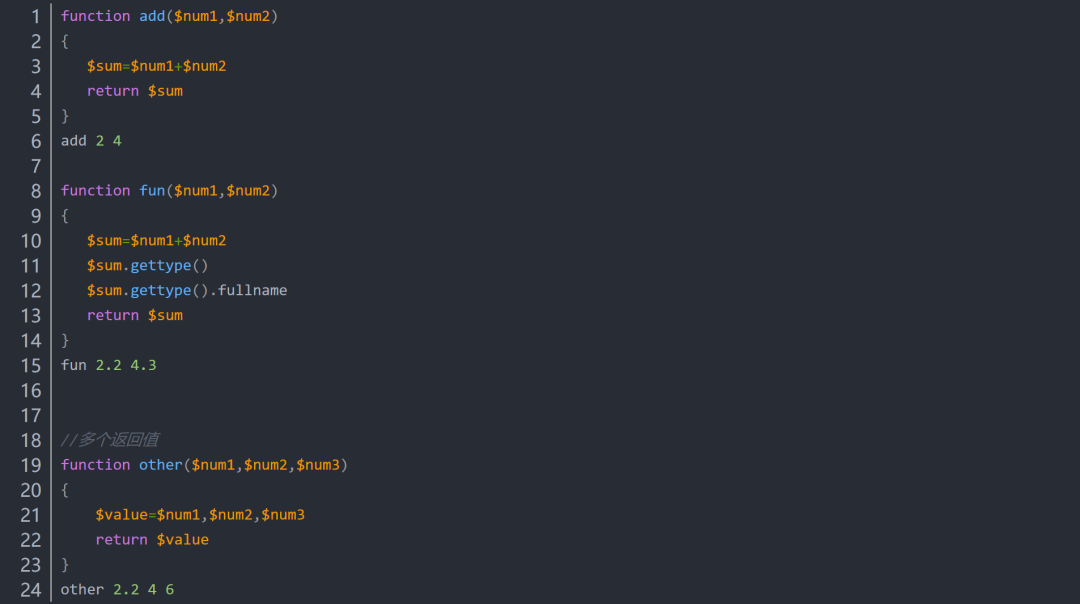 1 function add($num1,$num2)
2 {
3 $sum=$num1+$num2
4 return $sum
5 }
6 add 2 4
7
8 function fun($num1,$num2)
9 {
10 $sum=$num1+$num2
11 $sum.gettype()
12 $sum.gettype().fullname
13 return $sum
14 }
15 fun 2.2 4.3
16
17
18 //多个返回值
19 function other($num1,$num2,$num3)
20 {
21 $value=$num1,$num2,$num3
22 return $value
23 }
24 other 2.2 4 6